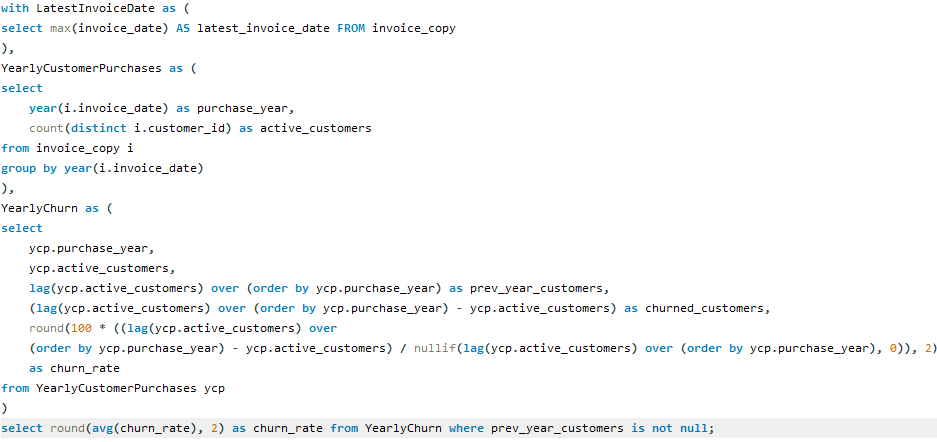 with LatestInvoiceDate as (
select max(invoice_date) AS latest_invoice_date FROM invoice_copy
),
YearlyCustomerPurchases as (
select
    year(i.invoice_date) as purchase_year,
    count(distinct i.customer_id) as active_customers
from invoice_copy i
group by year(i.invoice_date)
),
YearlyChurn as (
select
    ycp.purchase_year,
    ycp.active_customers,
    lag(ycp.active_customers) over (order by ycp.purchase_year) as prev_year_customers,
    (lag(ycp.active_customers) over (order by ycp.purchase_year) - ycp.active_customers) as churned_customers,
    round(100 * ((lag(ycp.active_customers) over
    (order by ycp.purchase_year) - ycp.active_customers) / nullif(lag(ycp.active_customers) over (order by ycp.purchase_year), 0)), 2)
    as churn_rate
from YearlyCustomerPurchases ycp
)
select round(avg(churn_rate), 2) as churn_rate from YearlyChurn where prev_year_customers is not null;